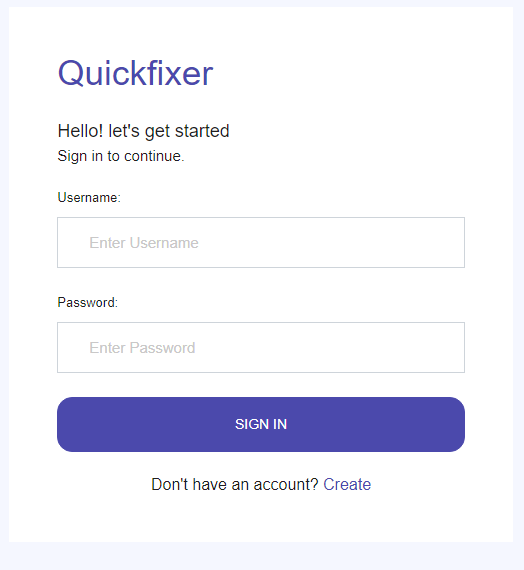 Quickfixer
Hello! let's get started
Sign in to continue.
Username:
Enter Username
Password:
Enter Password
SIGN IN
Don't have an account? Create